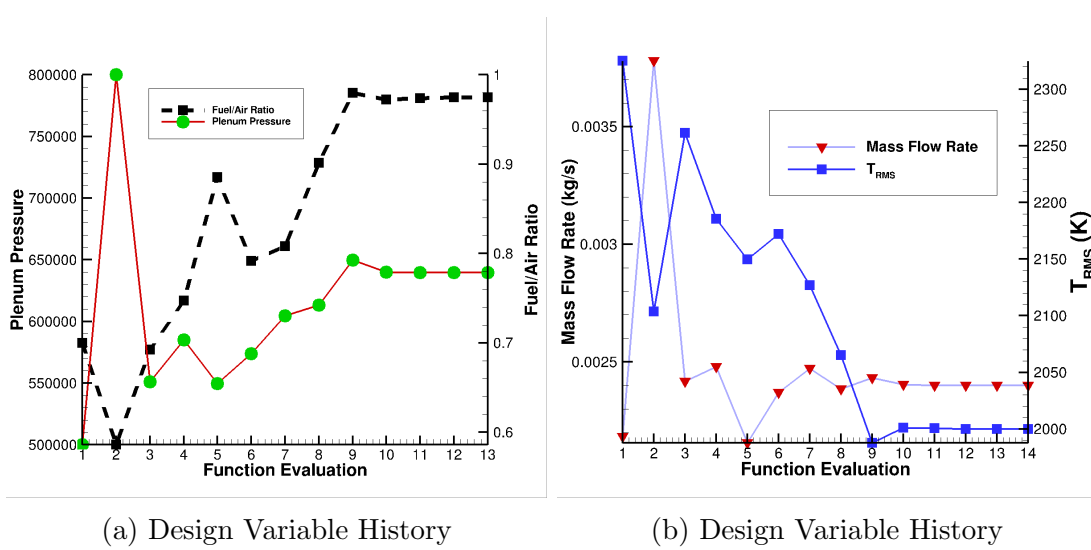 800000
750000
700000
650000
600000
550000
500000
Plenum Pressure
1
0.9
0.8
0.7
0.6
Fuel/Air Ratio
Fuel/Air Ratio
Plenum Pressure
1 2 3 4 5 6 7 8 9 10 11 12 13
Function Evaluation
0.0035
0.003
0.0025
Mass Flow Rate (kg/s)
2300
2250
2200
2150
2100
2050
2000
T_RMS (K)
Mass Flow Rate
T_RMS
1 2 3 4 5 6 7 8 9 10 11 12 13 14
Function Evaluation
(a) Design Variable History
(b) Design Variable History